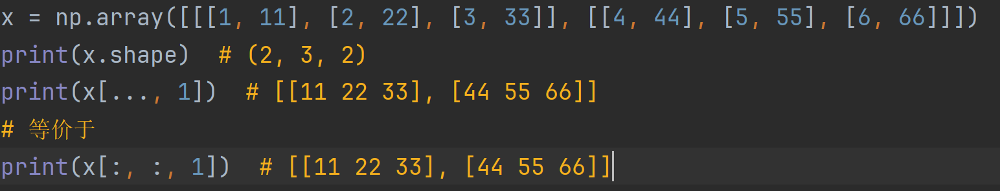 x = np.array([[[1, 11], [2, 22], [3, 33]], [[4, 44], [5, 55], [6, 66]]])
print(x.shape)  # (2, 3, 2)
print(x[..., 1])  # [[11 22 33], [44 55 66]]
# 等价于
print(x[:, :, 1])  # [[11 22 33], [44 55 66]]